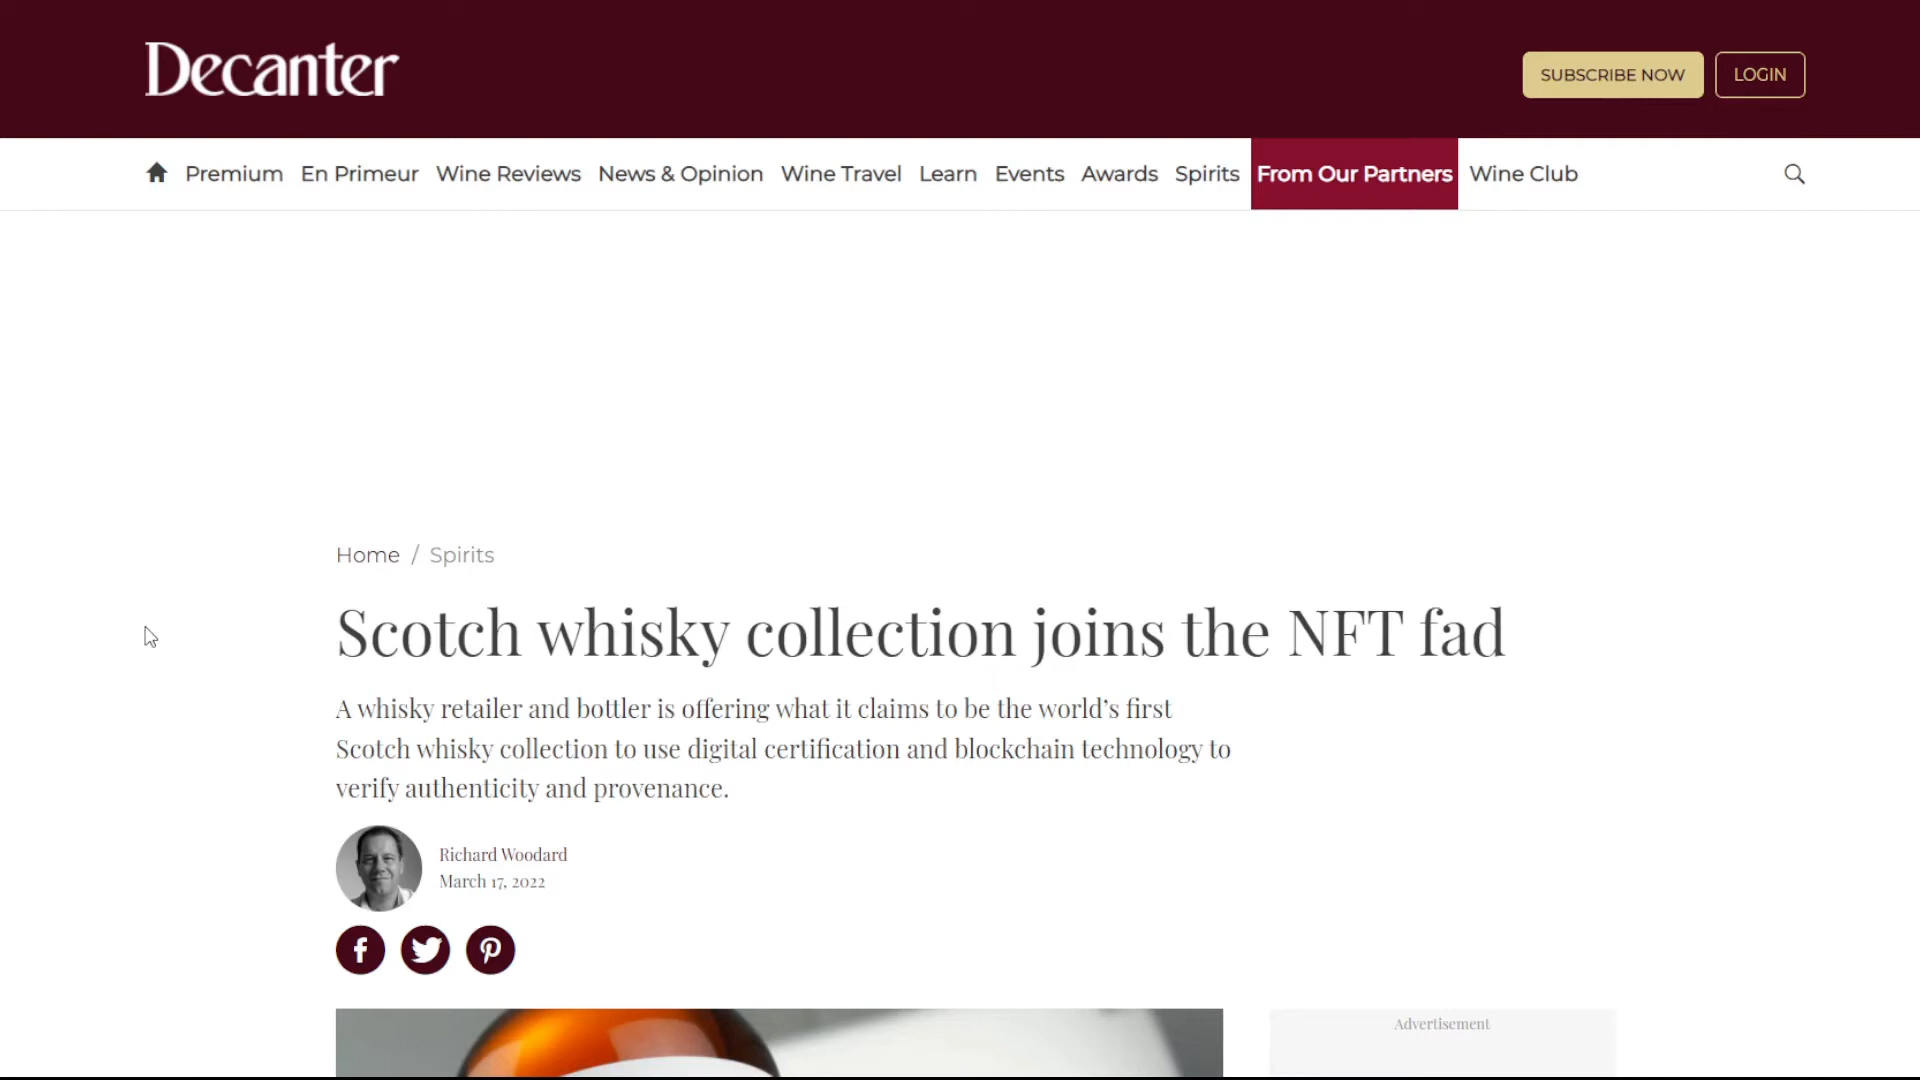 Decanter
SUBSCRIBE NOW
LOGIN
Premium En Primeur Wine Reviews News & Opinion Wine Travel Learn Events Awards Spirits From Our Partners Wine Club
Home / Spirits
Scotch whisky collection joins the NFT fad
A whisky retailer and bottler is offering what it claims to be the world’s first
Scotch whisky collection to use digital certification and blockchain technology to
verify authenticity and provenance.
Richard Woodard
March 17, 2022
Advertisement